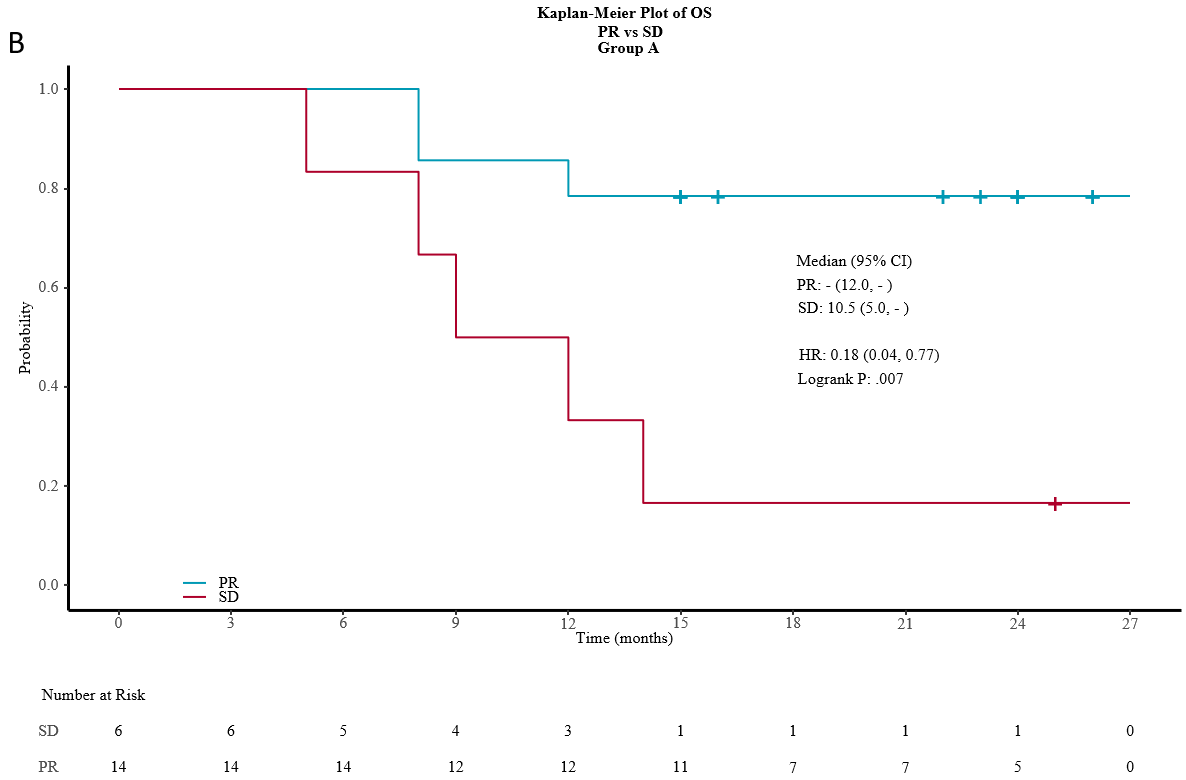 Kaplan-Meier Plot of OS
PR vs SD
Group A
B
1.0
0.8
0.6
0.4
0.2
0.0
Probability
Median (95% CI)
PR: - (12.0, - )
SD: 10.5 (5.0, - )
HR: 0.18 (0.04, 0.77)
Logrank P: .007
PR
SD
0 3 6 9 12 15 18 21 24 27
Time (months)
Number at Risk
SD 6 6 5 4 3 1 1 1 1 0
PR 14 14 14 12 12 11 7 7 5 0